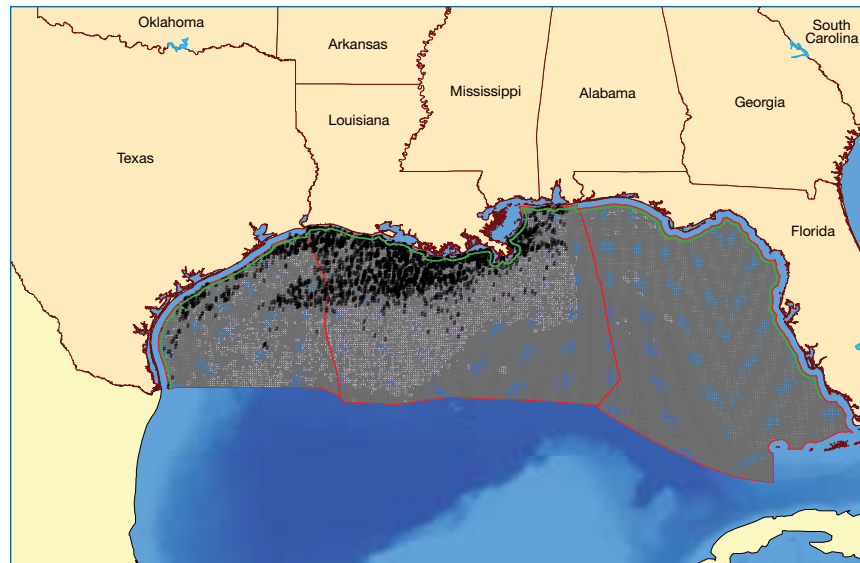 Oklahoma
South
Carolina
Arkansas
Mississippi
Alabama
Georgia
Louisiana
Texas
Florida